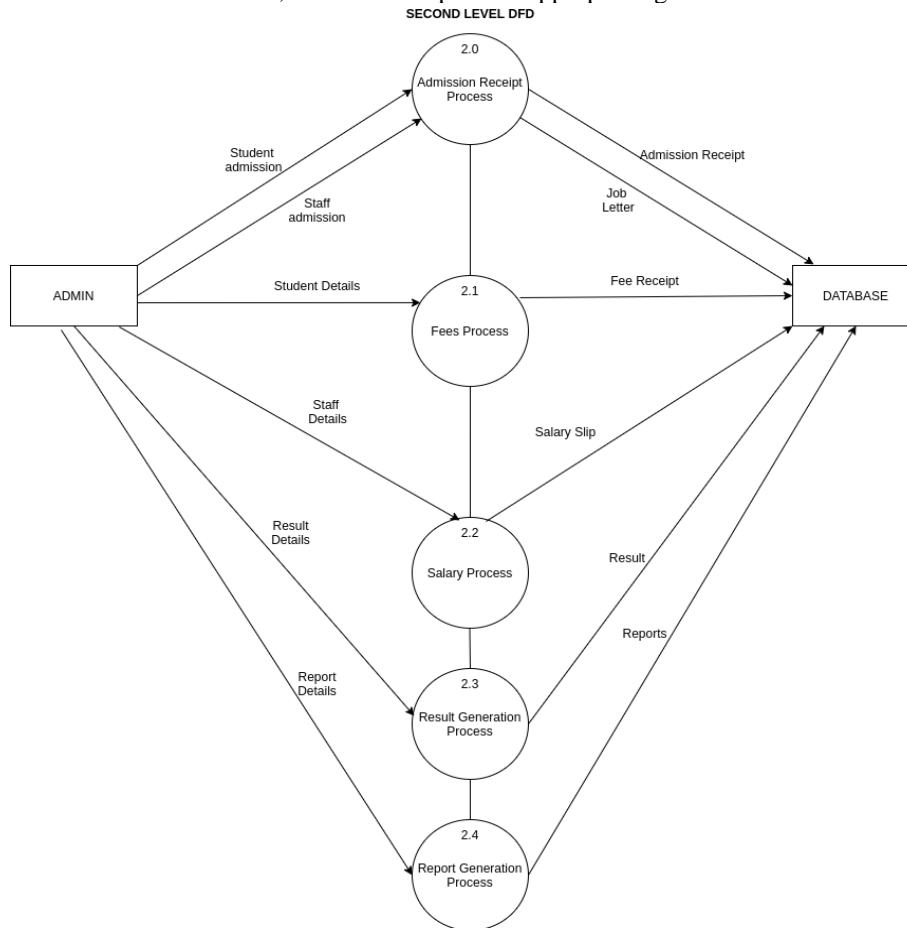 SECOND LEVEL DFD
2.0
Admission Receipt
Process
Student
admission
Admission Receipt
Staff
admission
Job
Letter
ADMIN
Student Details
2.1
Fees Process
Fee Receipt
DATABASE
Staff
Details
Salary Slip
2.2
Salary Process
Result
Details
Result
Reports
Report
Details
2.3
Result Generation
Process
2.4
Report Generation
Process